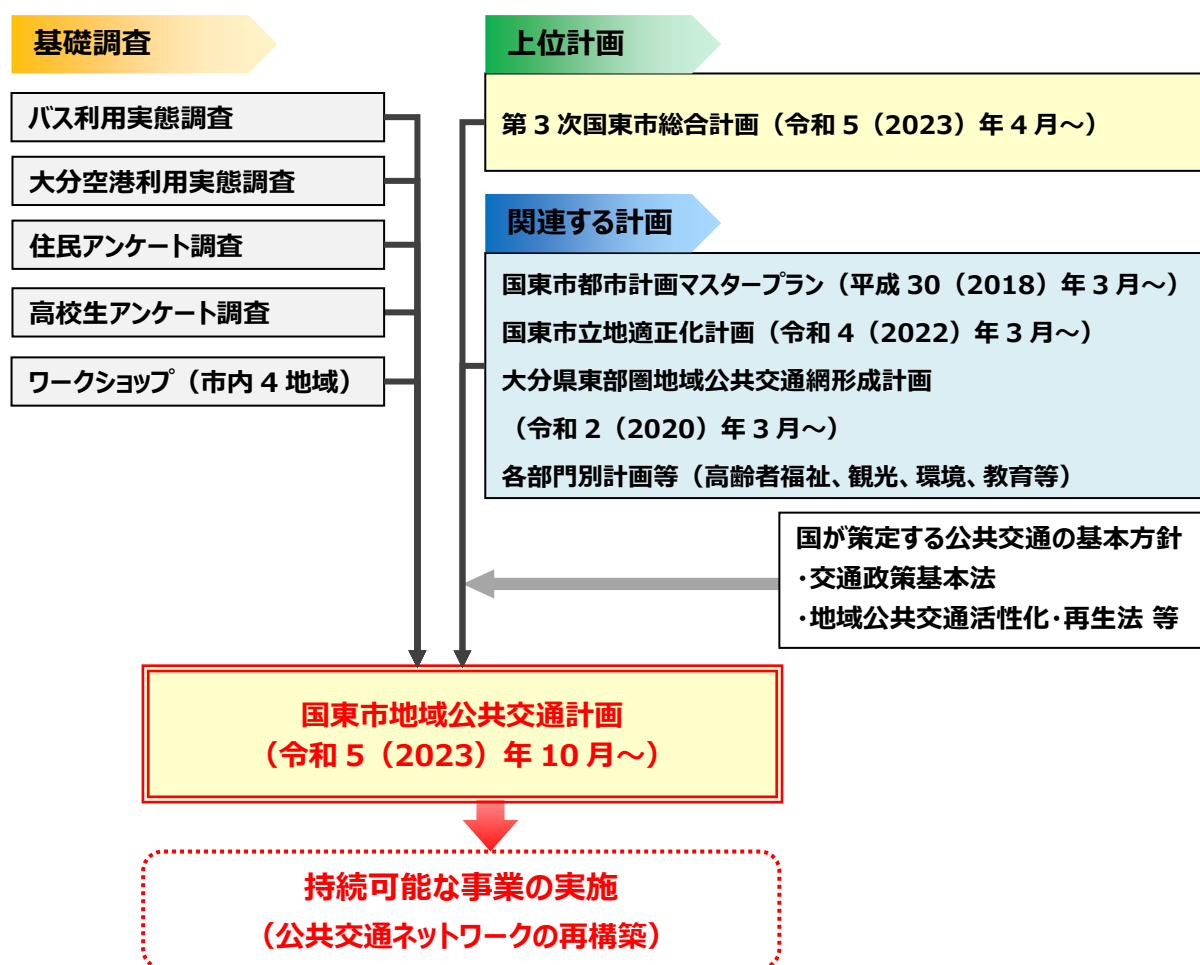 基礎調査
バス利用実態調査
大分空港利用実態調査
住民アンケート調査
高校生アンケート調査
ワークショップ（市内 4 地域）
上位計画
第 3 次国東市総合計画（令和 5（2023）年 4 月～）
関連する計画
国東市都市計画マスタープラン（平成 30（2018）年 3 月～）
国東市立地適正化計画（令和 4（2022）年 3 月～）
大分県東部圏地域公共交通網形成計画
（令和 2（2020）年 3 月～）
各部門別計画等（高齢者福祉、観光、環境、教育等）
国が策定する公共交通の基本方針
・交通政策基本法
・地域公共交通活性化・再生法 等
国東市地域公共交通計画
（令和 5（2023）年 10 月～）
持続可能な事業の実施
（公共交通ネットワークの再構築）